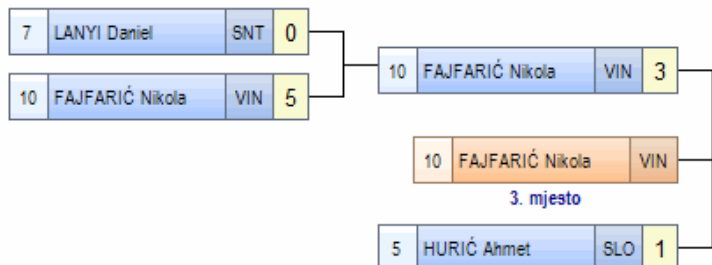 7 LANYI Daniel SNT 0
10 FAJFARIĆ Nikola VIN 5
10 FAJFARIĆ Nikola VIN 3
10 FAJFARIĆ Nikola VIN
3. mjesto
5 HURIĆ Ahmet SLO 1